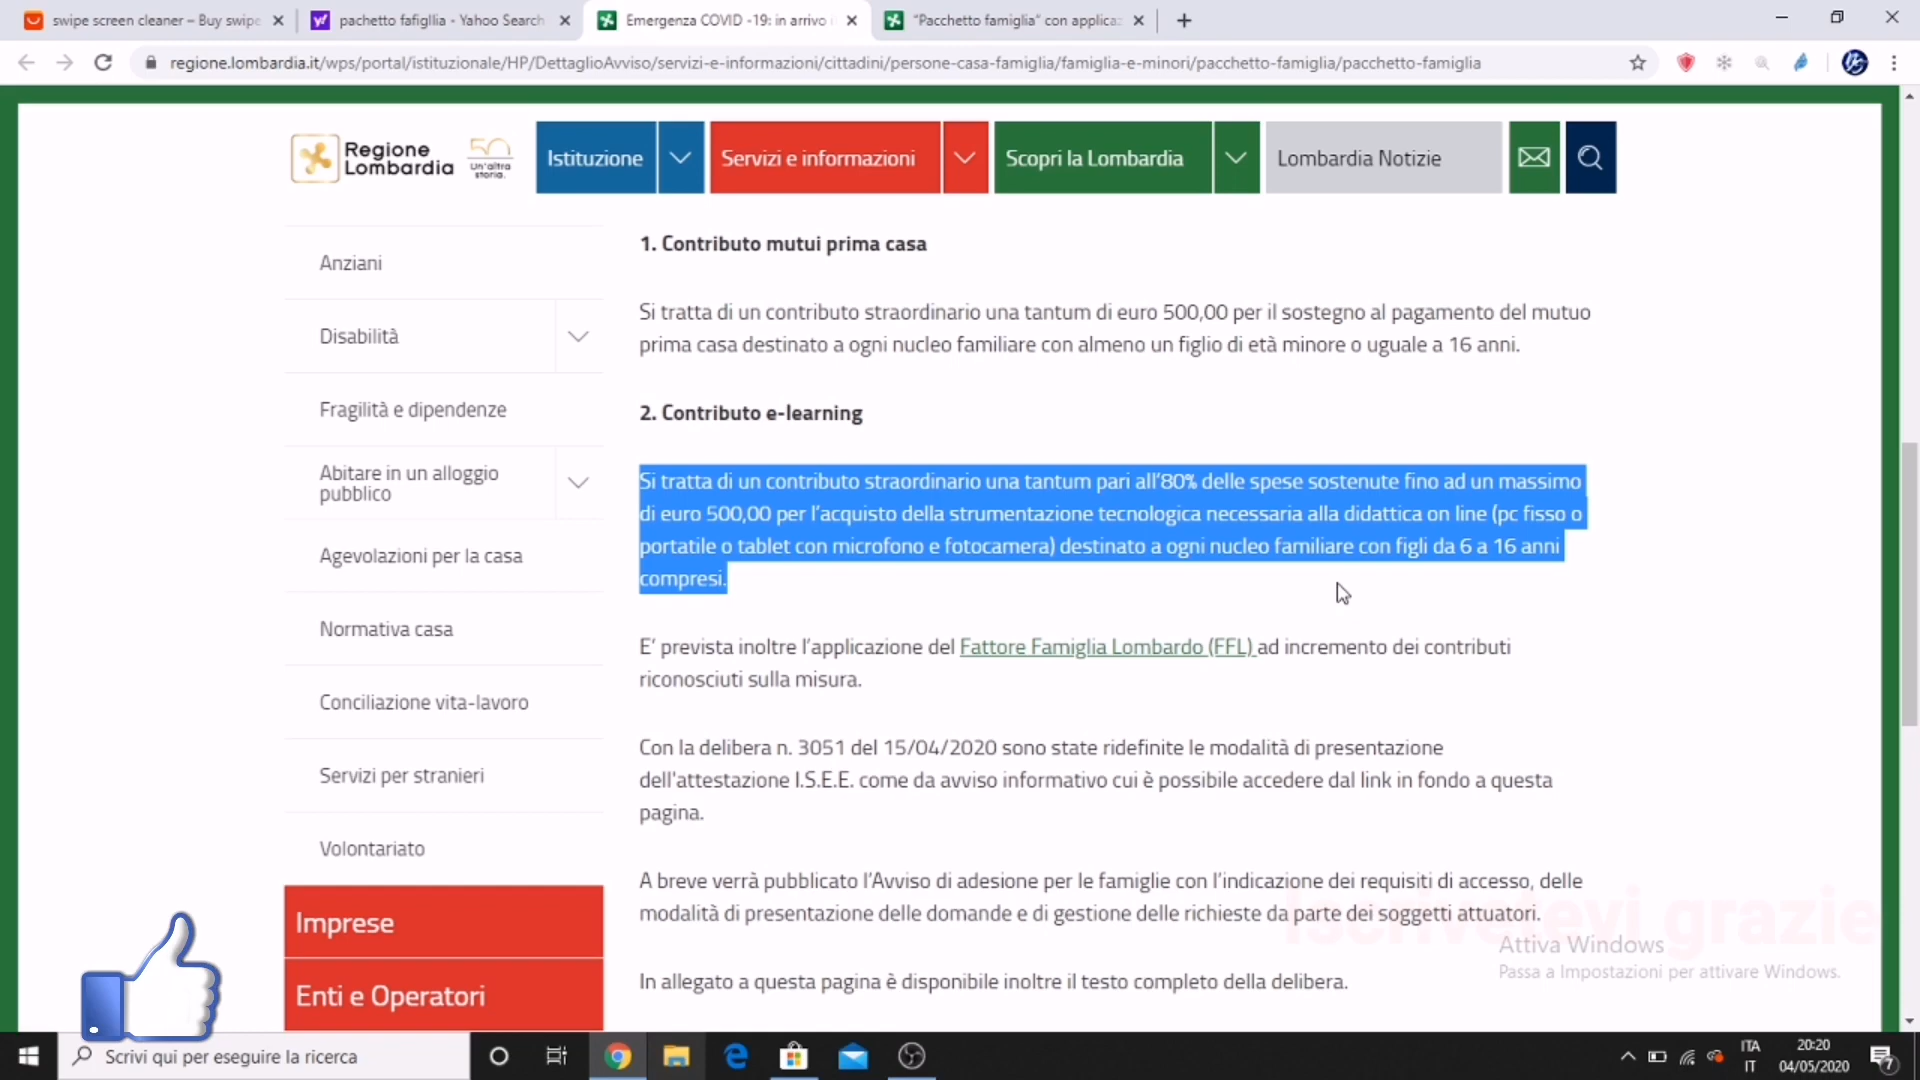 swipe screen cleaner – Buy swipe
pachetto fafigllia - Yahoo Search
Emergenza COVID -19: in arrivo
"Pacchetto famiglia" con applica
regione.lombardia.it/wps/portal/istituzionale/HP/DettaglioAvviso/servizi-e-informazioni/cittadini/persone-casa-famiglia/famiglia-e-minori/pacchetto-famiglia/pacchetto-famiglia
Regione
Lombardia
50
Un'altra
storia.
Istituzione
Servizi e informazioni
Scopri la Lombardia
Lombardia Notizie
Anziani
Disabilità
Fragilità e dipendenze
Abitare in un alloggio
pubblico
Agevolazioni per la casa
Normativa casa
Conciliazione vita-lavoro
Servizi per stranieri
Volontariato
Imprese
Enti e Operatori
1. Contributo mutui prima casa
Si tratta di un contributo straordinario una tantum di euro 500,00 per il sostegno al pagamento del mutuo
prima casa destinato a ogni nucleo familiare con almeno un figlio di età minore o uguale a 16 anni.
2. Contributo e-learning
Si tratta di un contributo straordinario una tantum pari all'80% delle spese sostenute fino ad un massimo
di euro 500,00 per l'acquisto della strumentazione tecnologica necessaria alla didattica on line (pc fisso o
portatile o tablet con microfono e fotocamera) destinato a ogni nucleo familiare con figli da 6 a 16 anni
compresi.
E' prevista inoltre l'applicazione del Fattore Famiglia Lombardo (FFL) ad incremento dei contributi
riconosciuti sulla misura.
Con la delibera n. 3051 del 15/04/2020 sono state ridefinite le modalità di presentazione
dell'attestazione I.S.E.E. come da avviso informativo cui è possibile accedere dal link in fondo a questa
pagina.
A breve verrà pubblicato l'Avviso di adesione per le famiglie con l'indicazione dei requisiti di accesso, delle
modalità di presentazione delle domande e di gestione delle richieste da parte dei soggetti attuatori.
In allegato a questa pagina è disponibile inoltre il testo completo della delibera.
Iscrivetevi grazie
Attiva Windows
Passa a Impostazioni per attivare Windows.
Scrivi qui per eseguire la ricerca
ITA
IT
20:20
04/05/2020
7